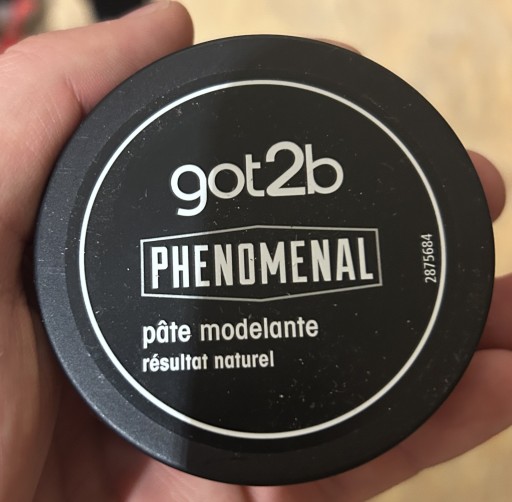 got2b
PHENOMENAL
pâte modelante
résultat naturel
2875684